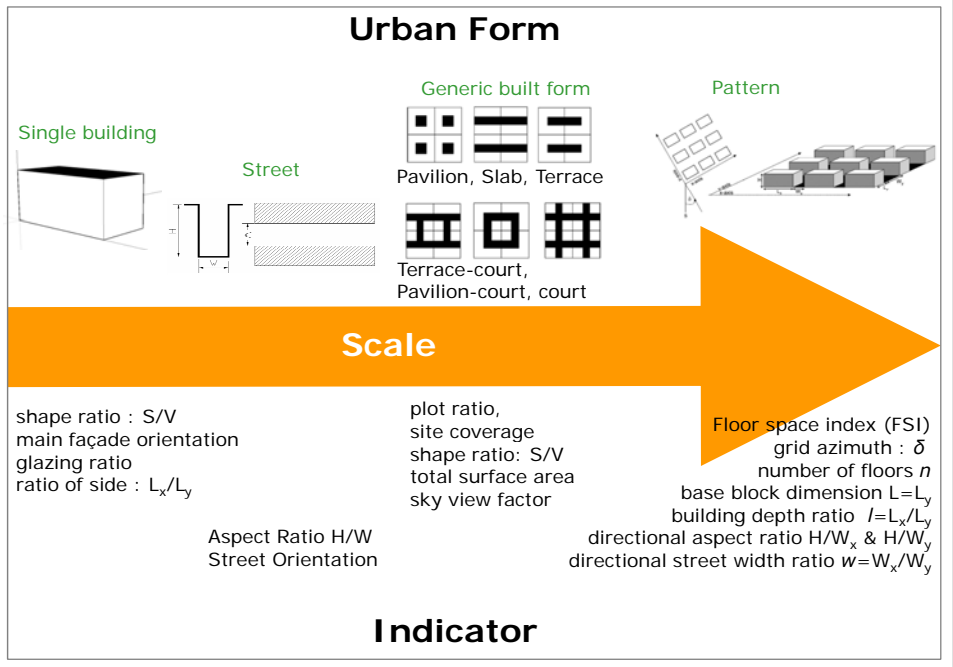 Urban Form
Single building
Street
Generic built form
Pattern
Pavilion, Slab, Terrace
H
W
Terrace-court,
Pavilion-court, court
Scale
shape ratio : S/V
main façade orientation
glazing ratio
ratio of side : Lx/Ly
Aspect Ratio H/W
Street Orientation
plot ratio,
site coverage
shape ratio: S/V
total surface area
sky view factor
Floor space index (FSI)
grid azimuth : δ
number of floors n
base block dimension L=Ly
building depth ratio l=Lx/Ly
directional aspect ratio H/Wx & H/Wy
directional street width ratio w=Wx/Wy
Indicator